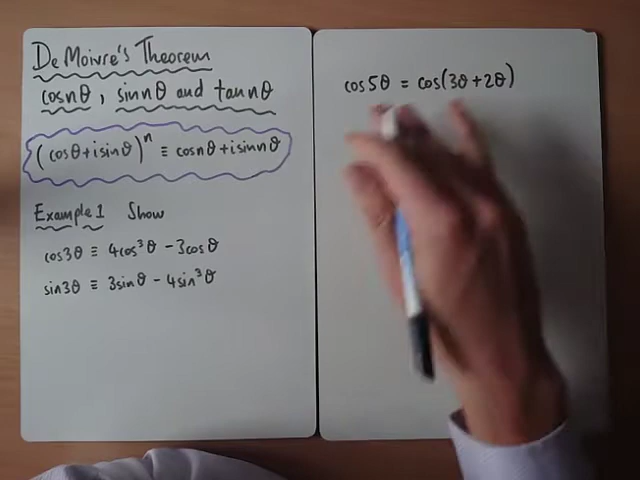 De Moivre's Theorem
cosnθ, sinnθ and tannθ
(cosθ+isinθ)ⁿ ≡ cosnθ+isinnθ
Example 1 Show
cos3θ ≡ 4cos³θ - 3cosθ
sin3θ ≡ 3sinθ - 4sin³θ
cos5θ = cos(3θ+2θ)